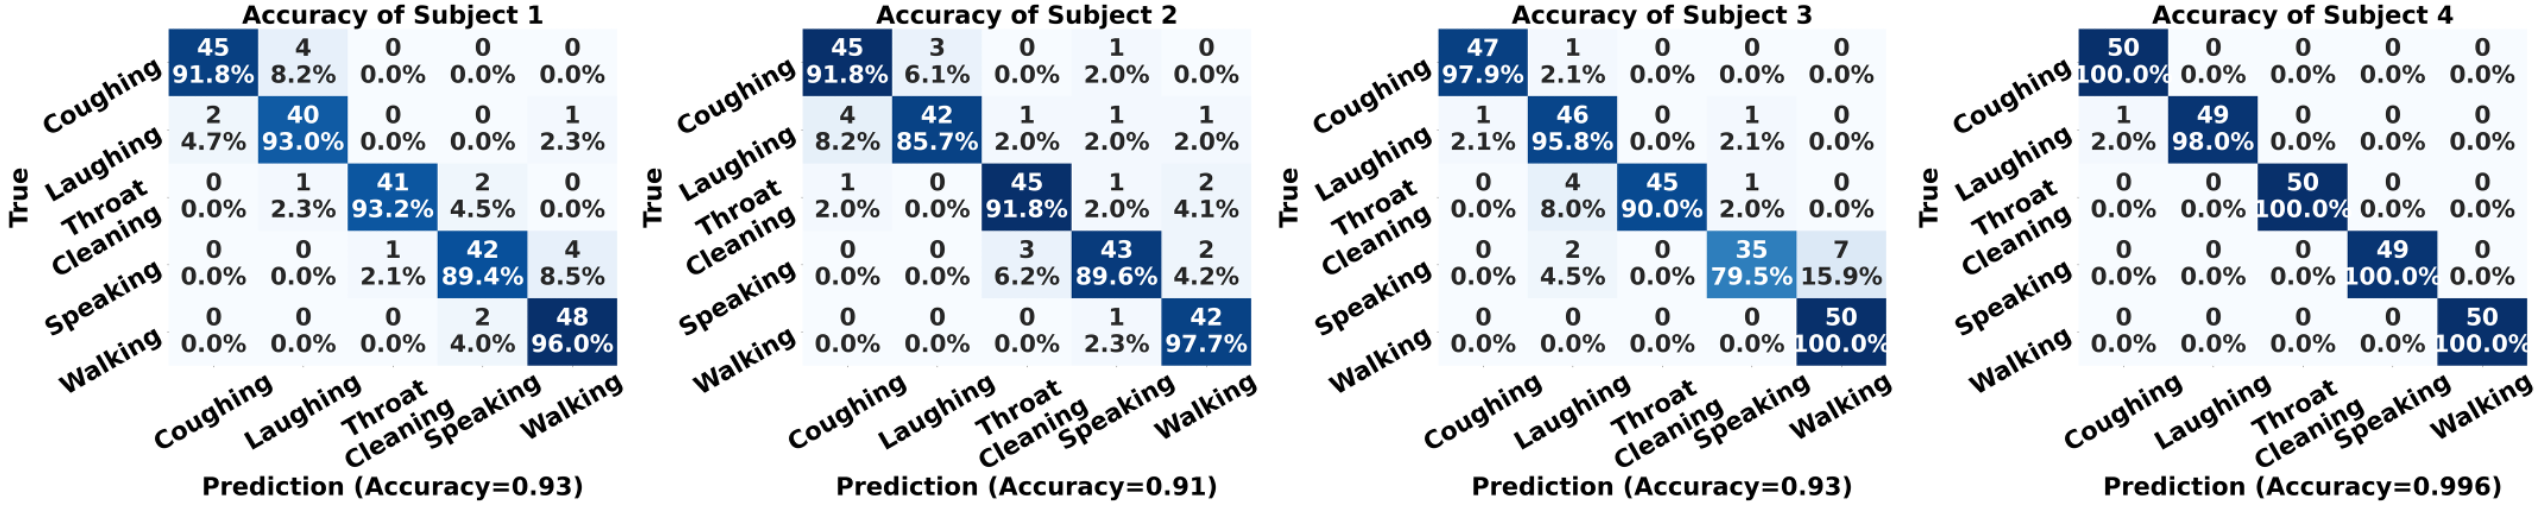 Accuracy of Subject 1
45 4 0 0 0
91.8% 8.2% 0.0% 0.0% 0.0%
Coughing
2 40 0 0 1
4.7% 93.0% 0.0% 0.0% 2.3%
Laughing
0 1 41 2 0
0.0% 2.3% 93.2% 4.5% 0.0%
Throat
Cleaning
0 0 1 42 4
0.0% 0.0% 2.1% 89.4% 8.5%
Speaking
0 0 0 2 48
0.0% 0.0% 0.0% 4.0% 96.0%
Walking
True
Coughing
Laughing
Throat
Cleaning
Speaking
Walking
Prediction (Accuracy=0.93)
Accuracy of Subject 2
45 3 0 1 0
91.8% 6.1% 0.0% 2.0% 0.0%
Coughing
4 42 1 1 1
8.2% 85.7% 2.0% 2.0% 2.0%
Laughing
1 0 45 1 2
2.0% 0.0% 91.8% 2.0% 4.1%
Throat
Cleaning
0 0 3 43 2
0.0% 0.0% 6.2% 89.6% 4.2%
Speaking
0 0 0 1 42
0.0% 0.0% 0.0% 2.3% 97.7%
Walking
True
Coughing
Laughing
Throat
Cleaning
Speaking
Walking
Prediction (Accuracy=0.91)
Accuracy of Subject 3
47 1 0 0 0
97.9% 2.1% 0.0% 0.0% 0.0%
Coughing
1 46 0 1 0
2.1% 95.8% 0.0% 2.1% 0.0%
Laughing
0 4 45 1 0
0.0% 8.0% 90.0% 2.0% 0.0%
Throat
Cleaning
0 2 0 35 7
0.0% 4.5% 0.0% 79.5% 15.9%
Speaking
0 0 0 0 50
0.0% 0.0% 0.0% 0.0% 100.0%
Walking
True
Coughing
Laughing
Throat
Cleaning
Speaking
Walking
Prediction (Accuracy=0.93)
Accuracy of Subject 4
50 0 0 0 0
100.0% 0.0% 0.0% 0.0% 0.0%
Coughing
1 49 0 0 0
2.0% 98.0% 0.0% 0.0% 0.0%
Laughing
0 0 50 0 0
0.0% 0.0% 100.0% 0.0% 0.0%
Throat
Cleaning
0 0 0 49 0
0.0% 0.0% 0.0% 100.0% 0.0%
Speaking
0 0 0 0 50
0.0% 0.0% 0.0% 0.0% 100.0%
Walking
True
Coughing
Laughing
Throat
Cleaning
Speaking
Walking
Prediction (Accuracy=0.996)